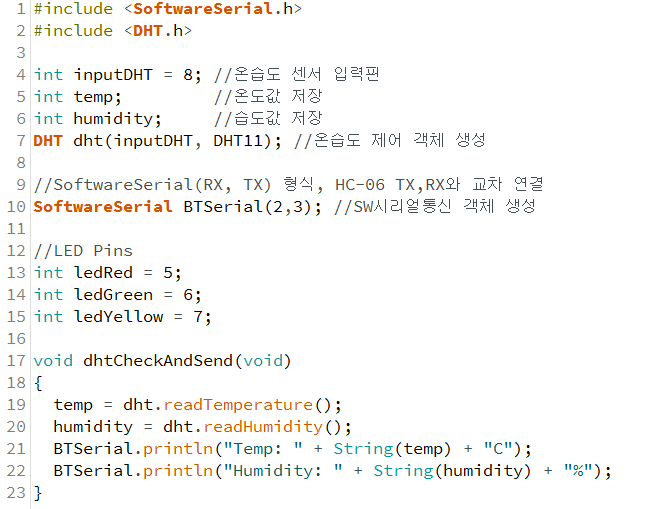 1 #include <SoftwareSerial.h>
2 #include <DHT.h>
3
4 int inputDHT = 8; //온습도 센서 입력핀
5 int temp;         //온도값 저장
6 int humidity;     //습도값 저장
7 DHT dht(inputDHT, DHT11); //온습도 제어 객체 생성
8
9 //SoftwareSerial(RX, TX) 형식, HC-06 TX,RX와 교차 연결
10 SoftwareSerial BTSerial(2,3); //SW시리얼통신 객체 생성
11
12 //LED Pins
13 int ledRed = 5;
14 int ledGreen = 6;
15 int ledYellow = 7;
16
17 void dhtCheckAndSend(void)
18 {
19   temp = dht.readTemperature();
20   humidity = dht.readHumidity();
21   BTSerial.println("Temp: " + String(temp) + "C");
22   BTSerial.println("Humidity: " + String(humidity) + "%");
23 }